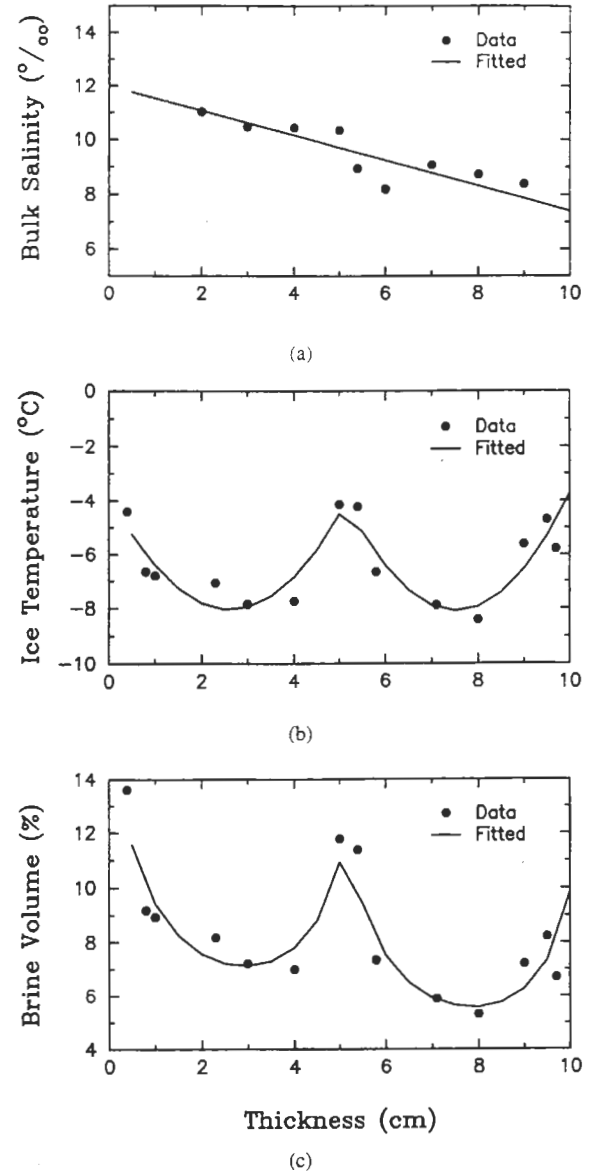 Bulk Salinity (°/oo)
14
12
10
8
6
0 2 4 6 8 10
Data
Fitted
(a)
Ice Temperature (°C)
0
−2
−4
−6
−8
−10
0 2 4 6 8 10
Data
Fitted
(b)
Brine Volume (%)
14
12
10
8
6
4
0 2 4 6 8 10
Data
Fitted
Thickness (cm)
(c)